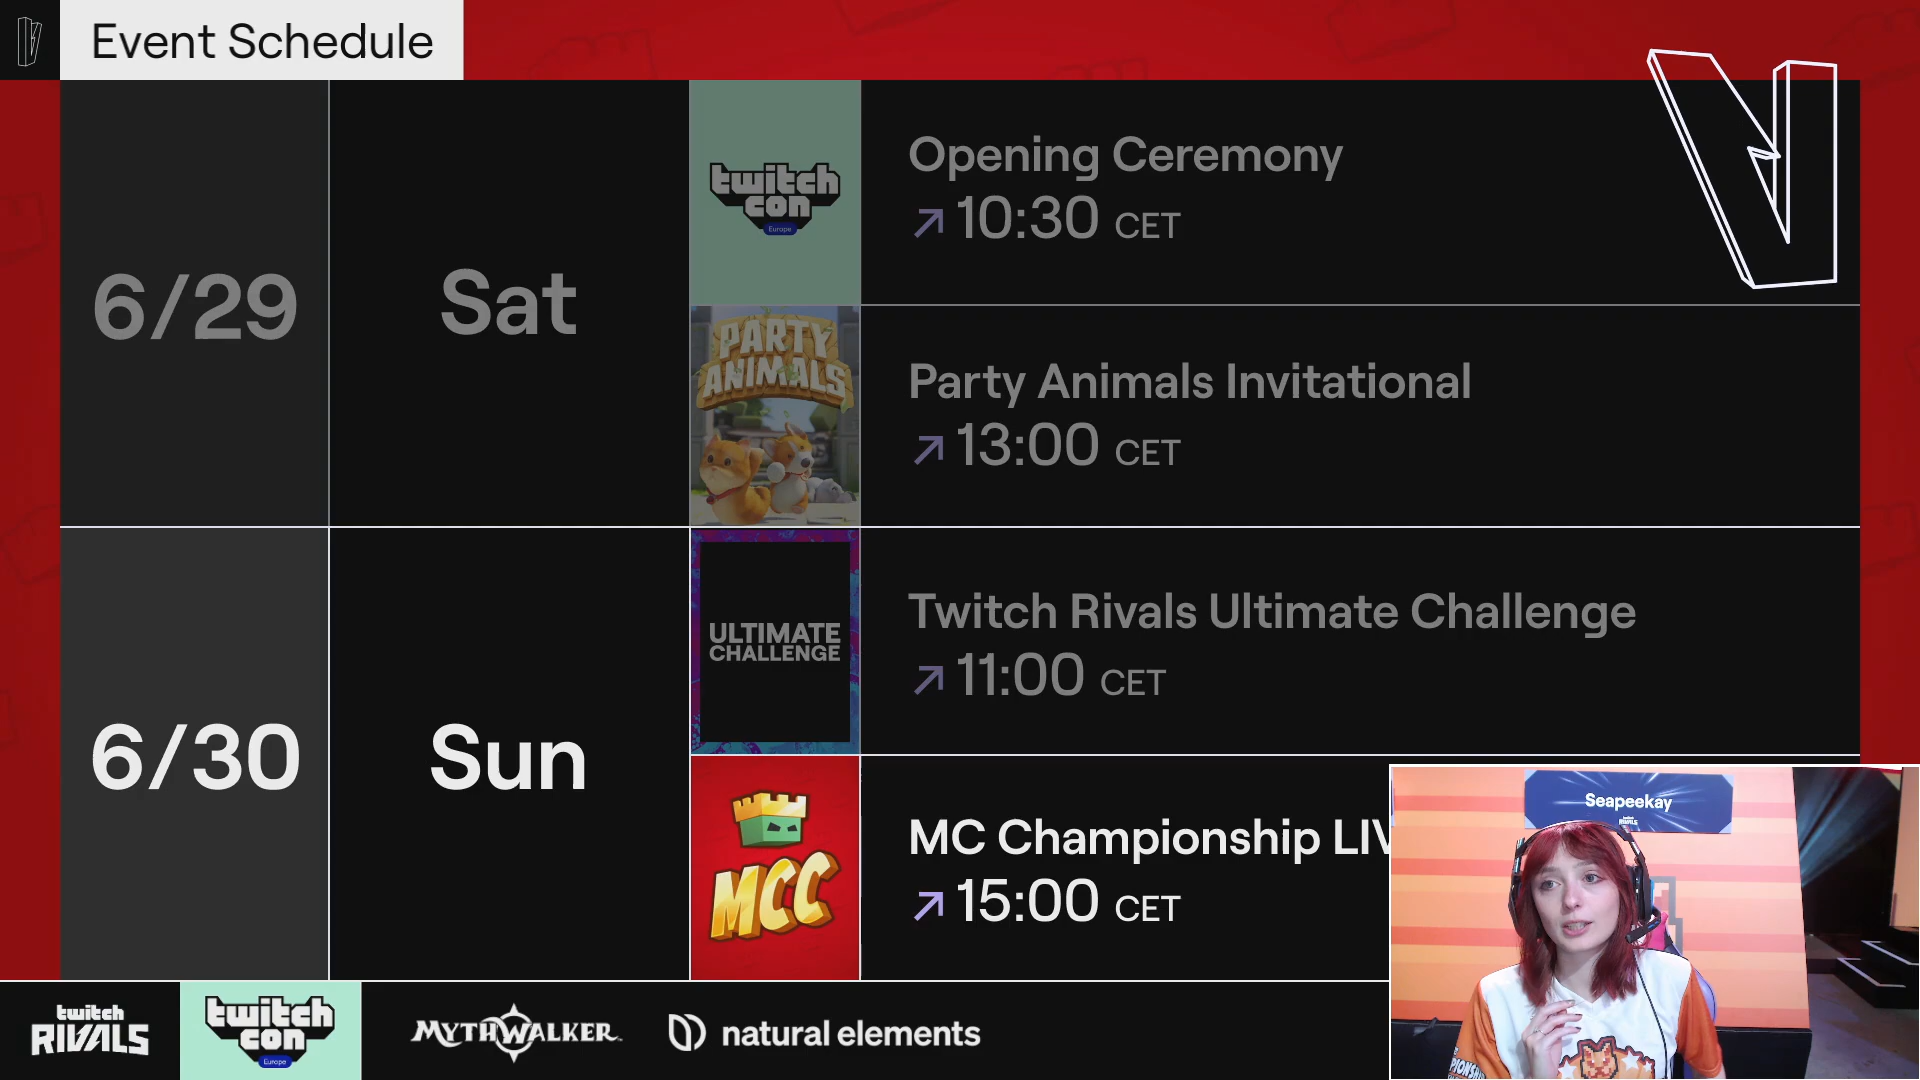 Event Schedule
6/29
Sat
twitch
con
Europe
Opening Ceremony
10:30 CET
PARTY
ANIMALS
Party Animals Invitational
13:00 CET
6/30
Sun
ULTIMATE
CHALLENGE
Twitch Rivals Ultimate Challenge
11:00 CET
MCC
MC Championship LIV
15:00 CET
Seapeekay
twitch
RIVALS
twitch
con
Europe
MYTHWALKER
natural elements